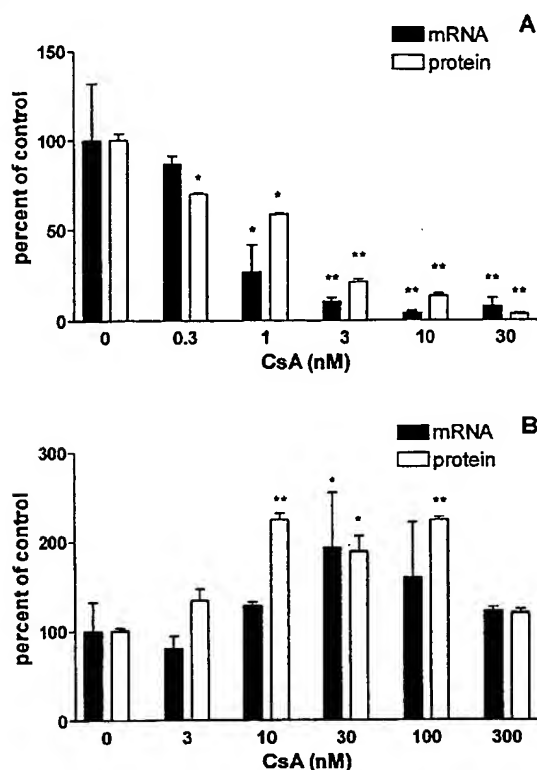 A
mRNA
protein
percent of control
150
100
50
0
*
*
*
**
**
**
**
**
**
0 0.3 1 3 10 30
CsA (nM)
B
mRNA
protein
percent of control
300
200
100
0
**
*
*
**
0 3 10 30 100 300
CsA (nM)